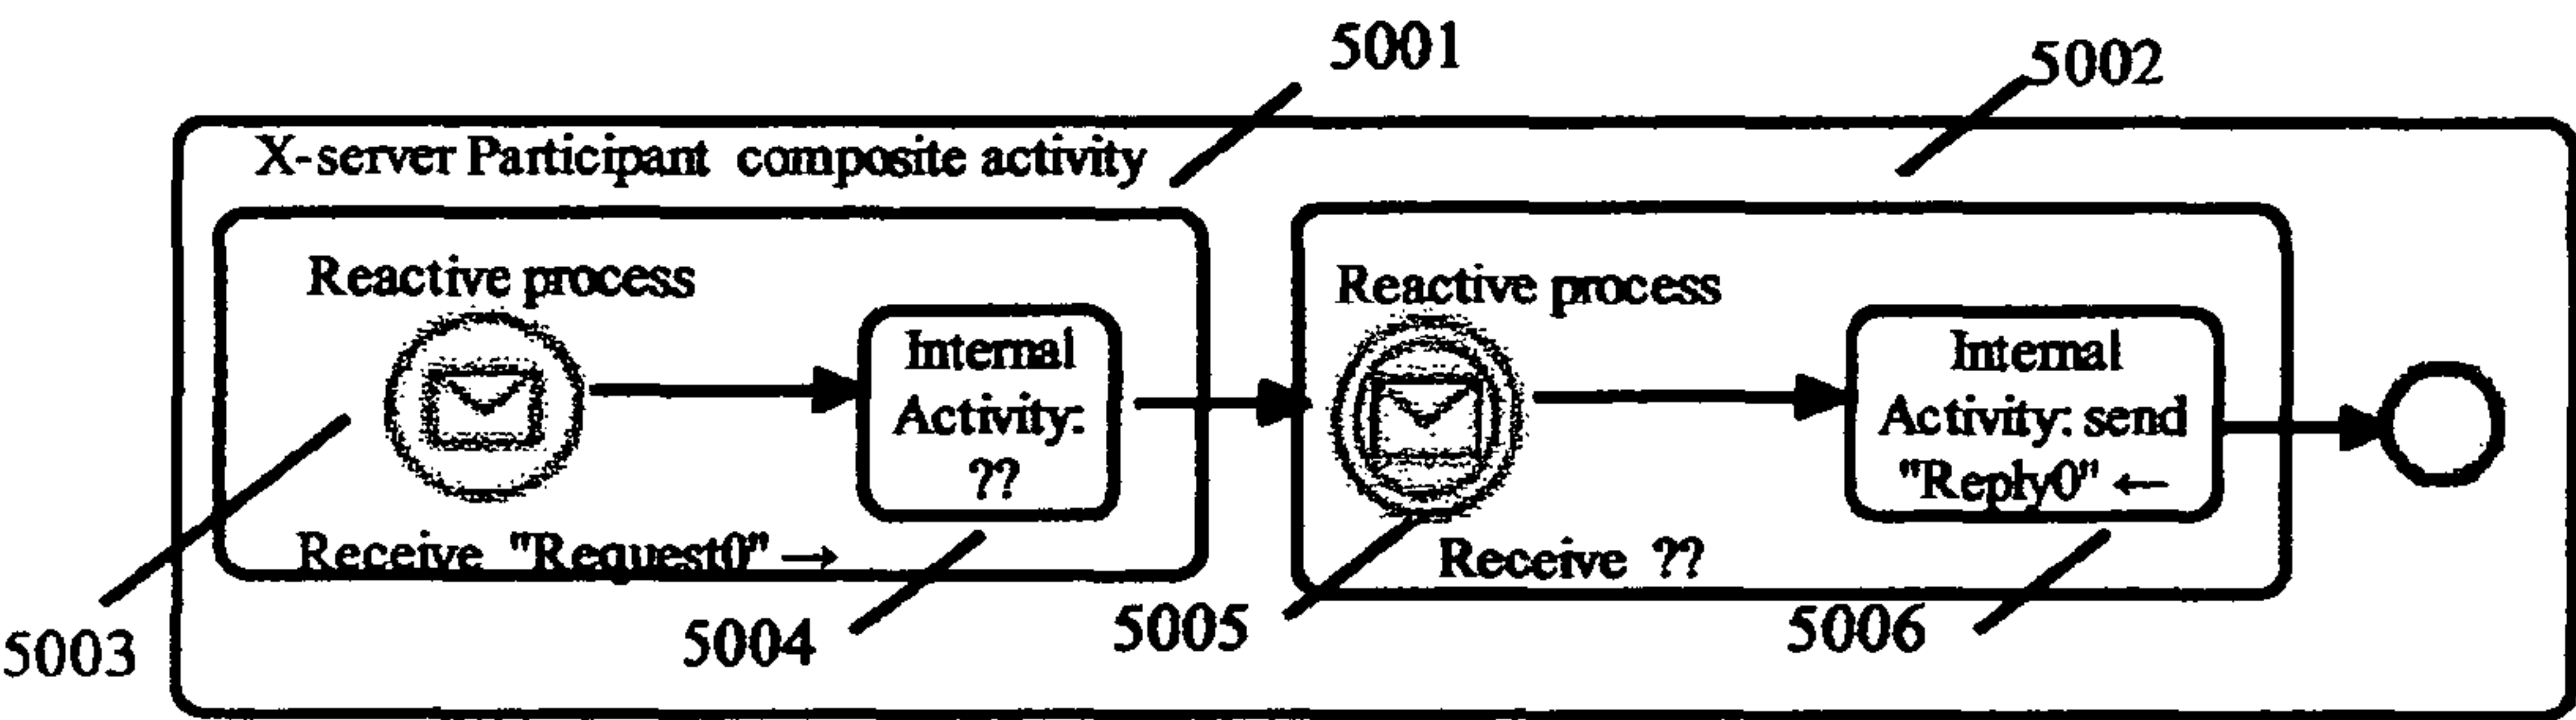 5001
5002
X-server Participant composite activity
Reactive process
Internal
Activity:
??
Receive "Request0" →
Reactive process
Internal
Activity: send
"Reply0" ←
Receive ??
5003
5004
5005
5006